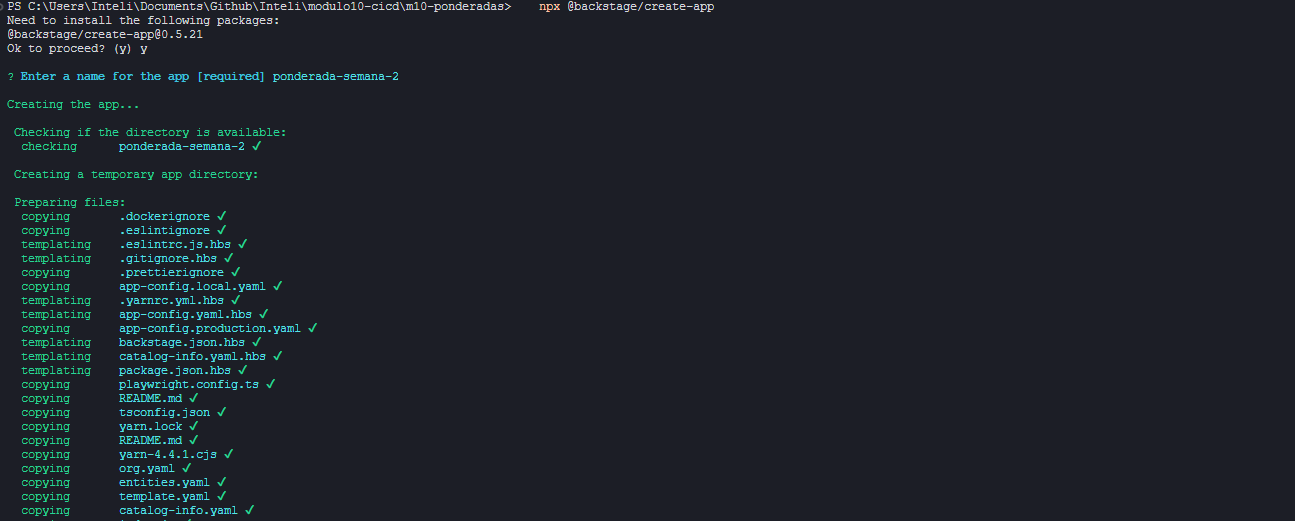 PS C:\Users\Inteli\Documents\Github\Inteli\modulo10-cicd\m10-ponderadas> npx @backstage/create-app
Need to install the following packages:
@backstage/create-app@0.5.21
Ok to proceed? (y) y
? Enter a name for the app [required] ponderada-semana-2
Creating the app...
Checking if the directory is available:
checking ponderada-semana-2 ✔
Creating a temporary app directory:
Preparing files:
copying .dockerignore ✔
copying .eslintignore ✔
templating .eslintrc.js.hbs ✔
templating .gitignore.hbs ✔
copying .prettierignore ✔
copying app-config.local.yaml ✔
templating .yarnrc.yml.hbs ✔
templating app-config.yaml.hbs ✔
copying app-config.production.yaml ✔
templating backstage.json.hbs ✔
templating catalog-info.yaml.hbs ✔
templating package.json.hbs ✔
copying playwright.config.ts ✔
copying README.md ✔
copying tsconfig.json ✔
copying yarn.lock ✔
copying README.md ✔
copying yarn-4.4.1.cjs ✔
copying org.yaml ✔
copying entities.yaml ✔
copying template.yaml ✔
copying catalog-info.yaml ✔